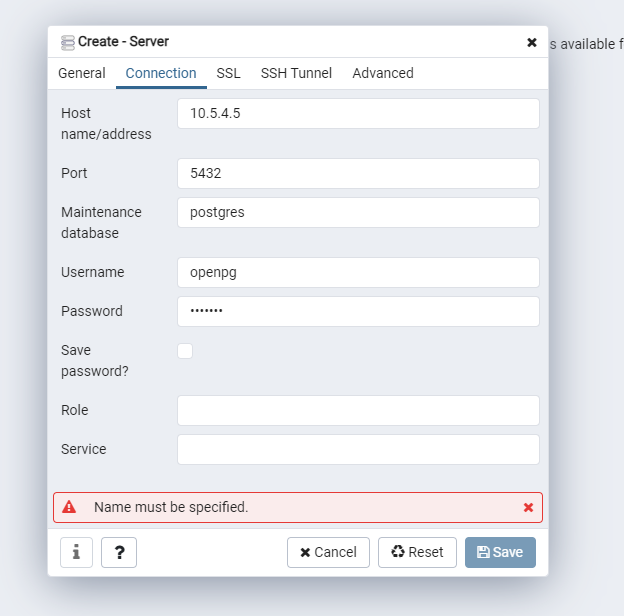 Create - Server
s available f
General Connection SSL SSH Tunnel Advanced
Host
name/address
10.5.4.5
Port
5432
Maintenance
database
postgres
Username
openpg
Password
•••••••
Save
password?
Role
Service
Name must be specified.
i ? Cancel Reset Save